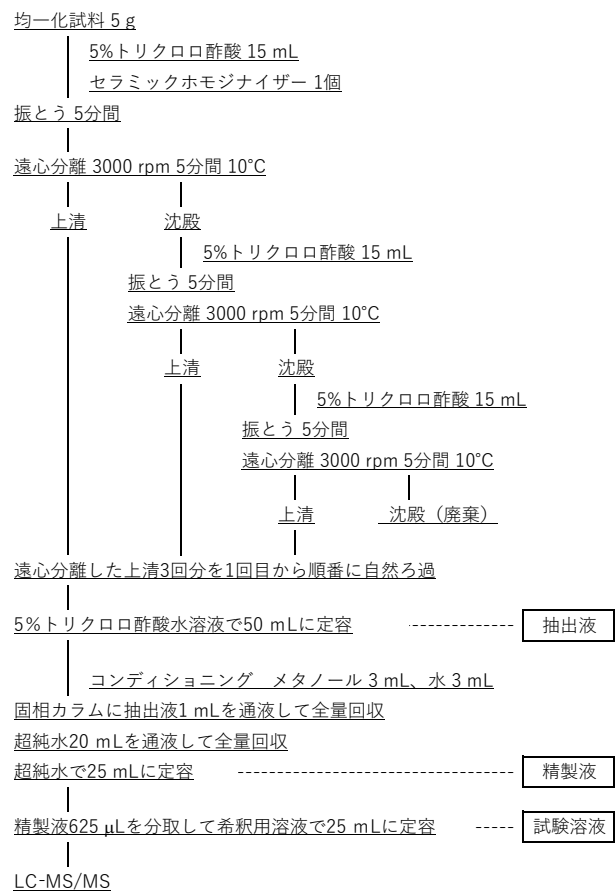 均一化試料 5 g
5%トリクロロ酢酸 15 mL
セラミックホモジナイザー 1個
振とう 5分間
遠心分離 3000 rpm 5分間 10℃
上清 沈殿
5%トリクロロ酢酸 15 mL
振とう 5分間
遠心分離 3000 rpm 5分間 10℃
上清 沈殿
5%トリクロロ酢酸 15 mL
振とう 5分間
遠心分離 3000 rpm 5分間 10℃
上清 沈殿（廃棄）
遠心分離した上清3回分を1回目から順番に自然ろ過
5%トリクロロ酢酸水溶液で50 mLに定容 抽出液
コンディショニング　メタノール 3 mL、水 3 mL
固相カラムに抽出液1 mLを通液して全量回収
超純水20 mLを通液して全量回収
超純水で25 mLに定容 精製液
精製液625 μLを分取して希釈用溶液で25 mLに定容 試験溶液
LC-MS/MS